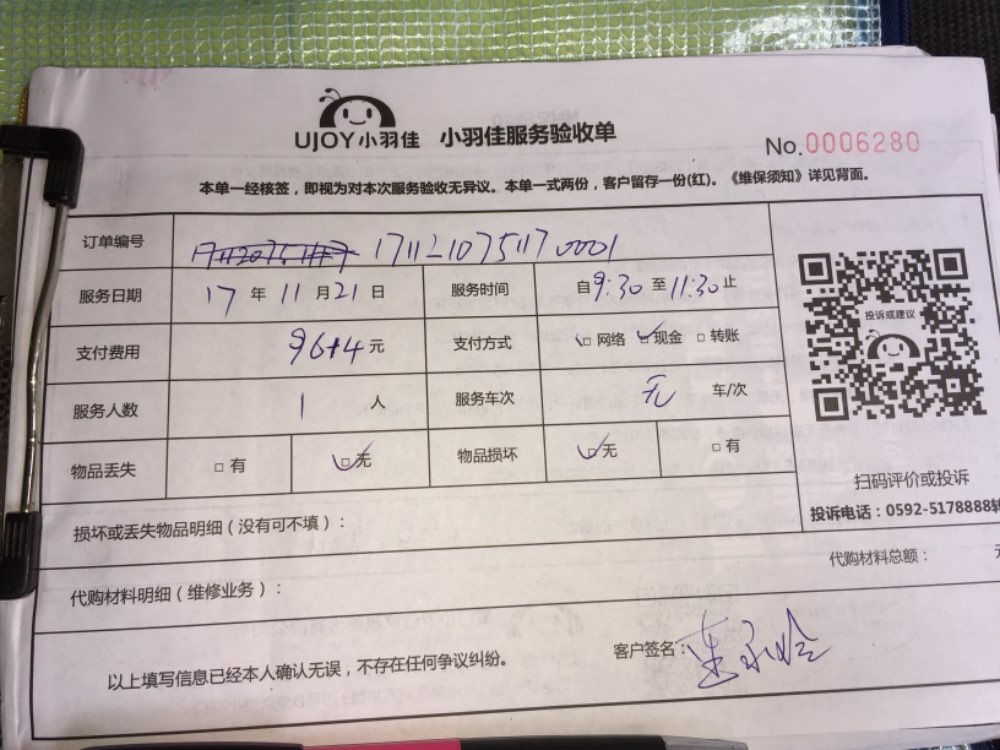 UJOY小羽佳 小羽佳服务验收单
No.0006280
本单一经核签，即视为对本次服务验收无异议。本单一式两份，客户留存一份(红)。《维保须知》详见背面。
订单编号 1711210751170001
服务日期 17年11月21日 服务时间 自9:30至11:30止
支付费用 96+4元 支付方式 □网络 □现金 □转账
服务人数 1人 服务车次 无 车/次
物品丢失 □有 □无 物品损坏 □无 □有
投诉或建议
扫码评价或投诉
投诉电话：0592-5178888转
损坏或丢失物品明细（没有可不填）：
代购材料明细（维修业务）： 代购材料总额：
以上填写信息已经本人确认无误，不存在任何争议纠纷。 客户签名：